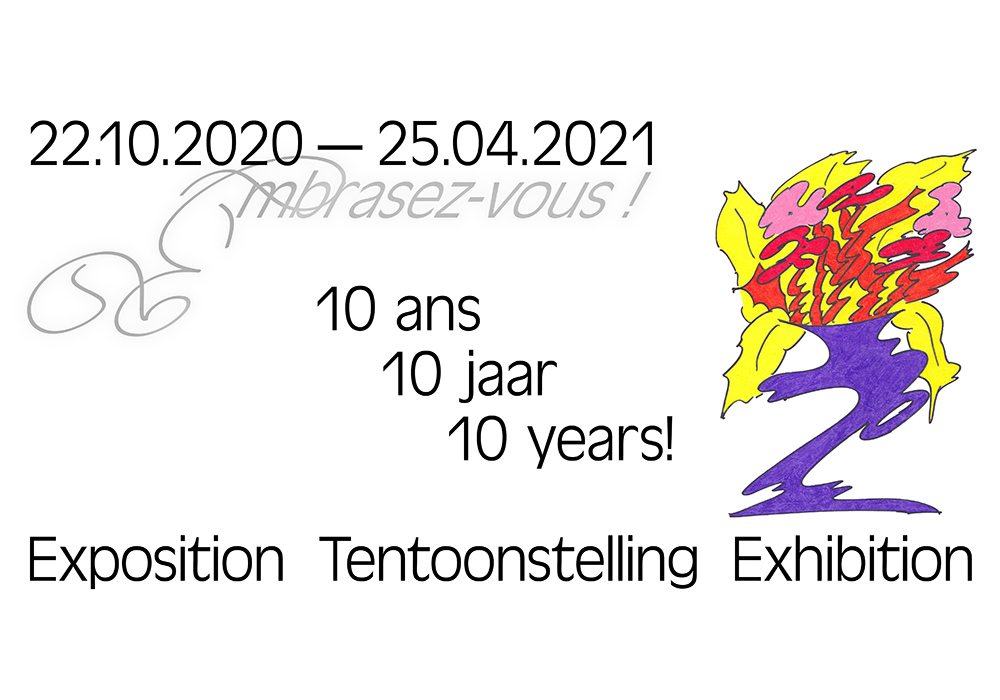 22.10.2020 — 25.04.2021
Embrasez-vous !
10 ans
10 jaar
10 years!
Exposition Tentoonstelling Exhibition